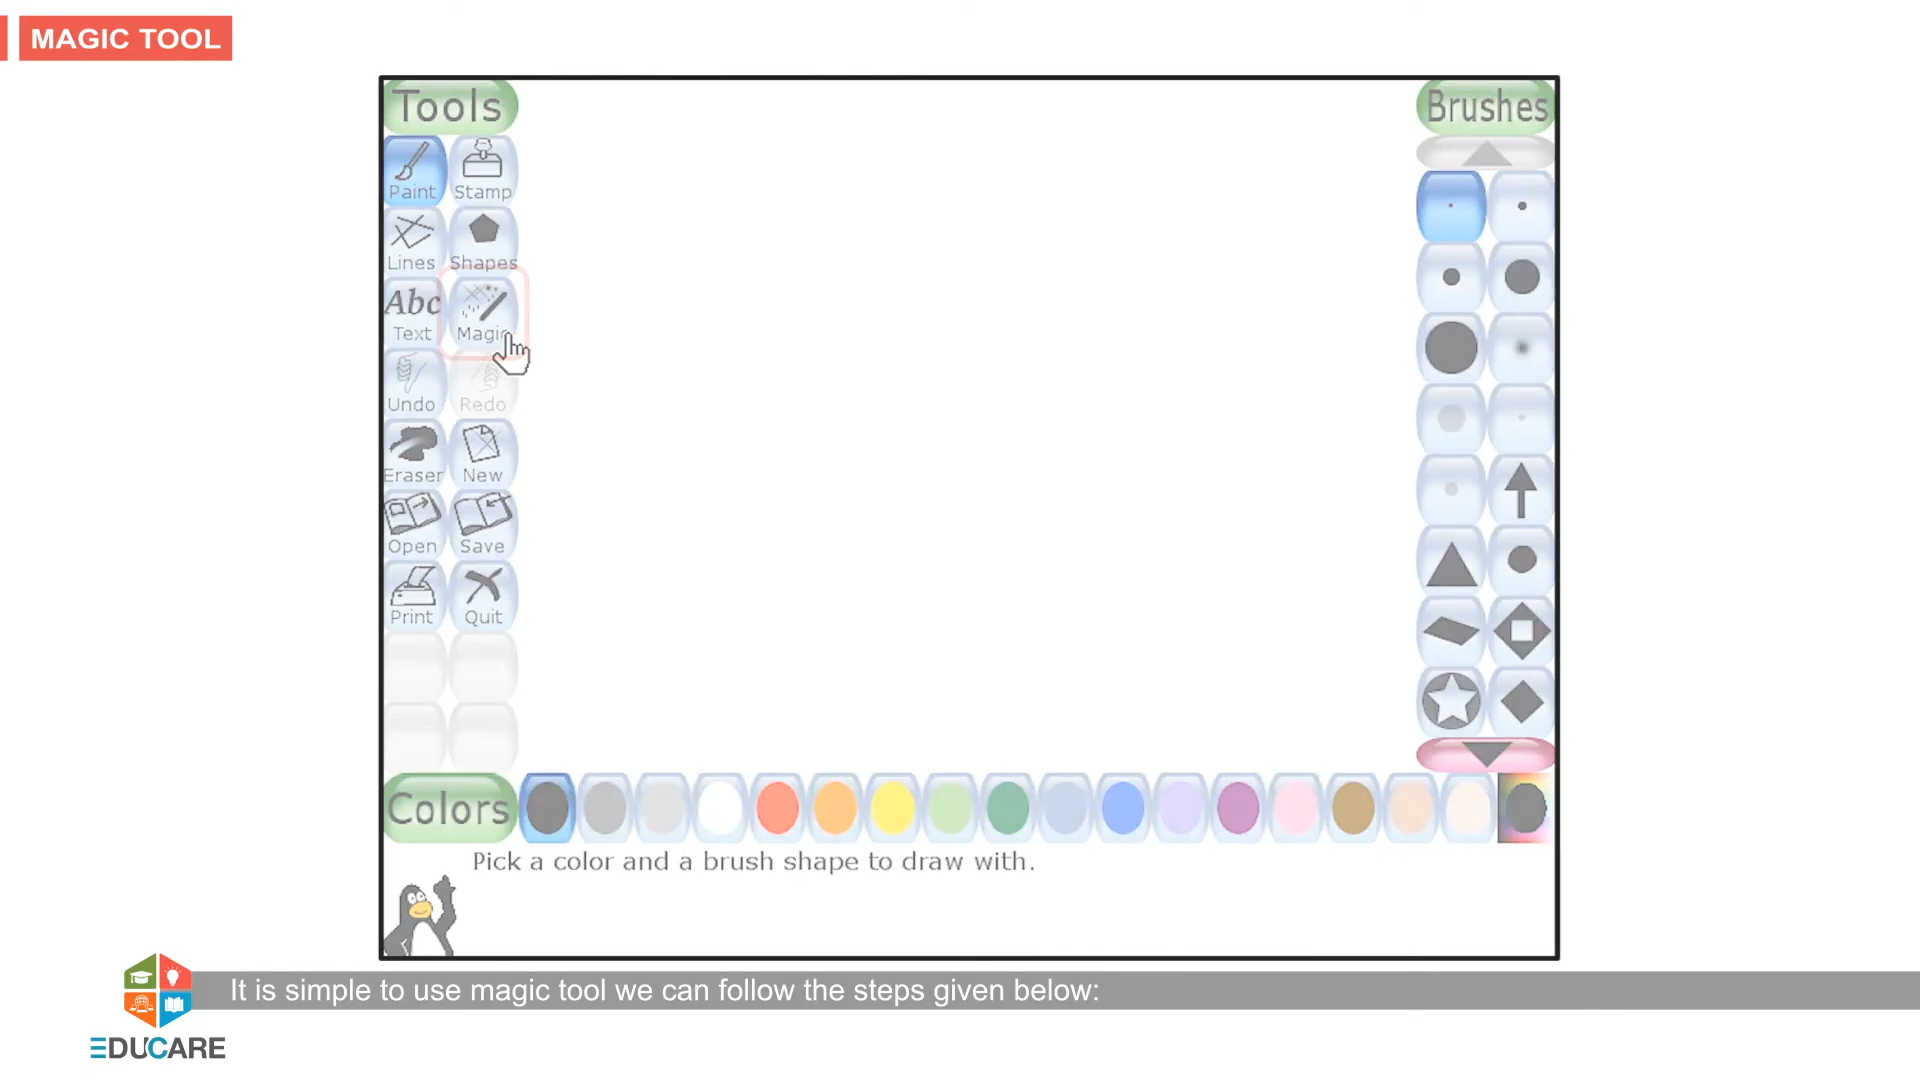 MAGIC TOOL
Tools
Brushes
Paint
Stamp
Lines
Shapes
Abc
Text
Magic
Undo
Redo
Eraser
New
Open
Save
Print
Quit
Colors
Pick a color and a brush shape to draw with.
It is simple to use magic tool we can follow the steps given below:
EDUCARE